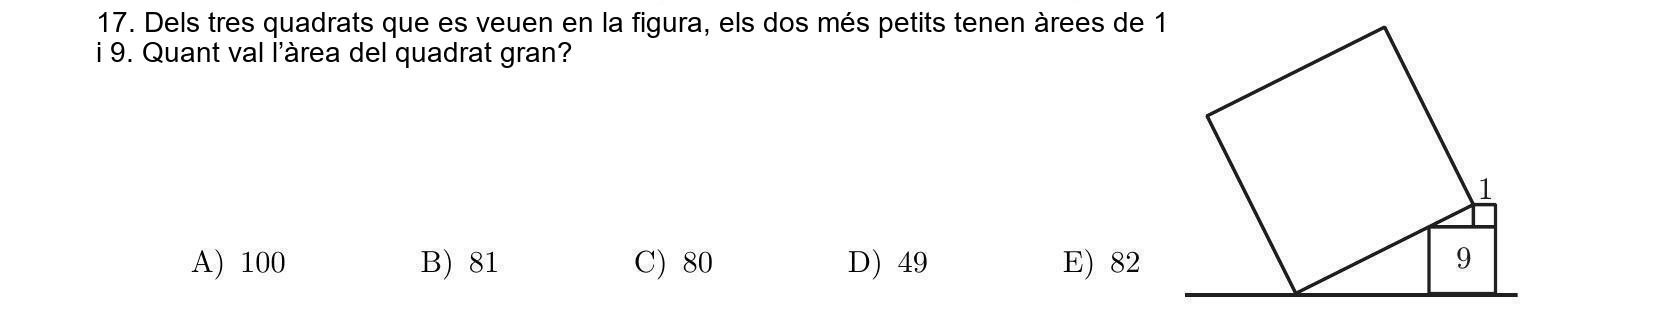 17. Dels tres quadrats que es veuen en la figura, els dos més petits tenen àrees de 1
i 9. Quant val l'àrea del quadrat gran?
1
A) 100 B) 81 C) 80 D) 49 E) 82
9